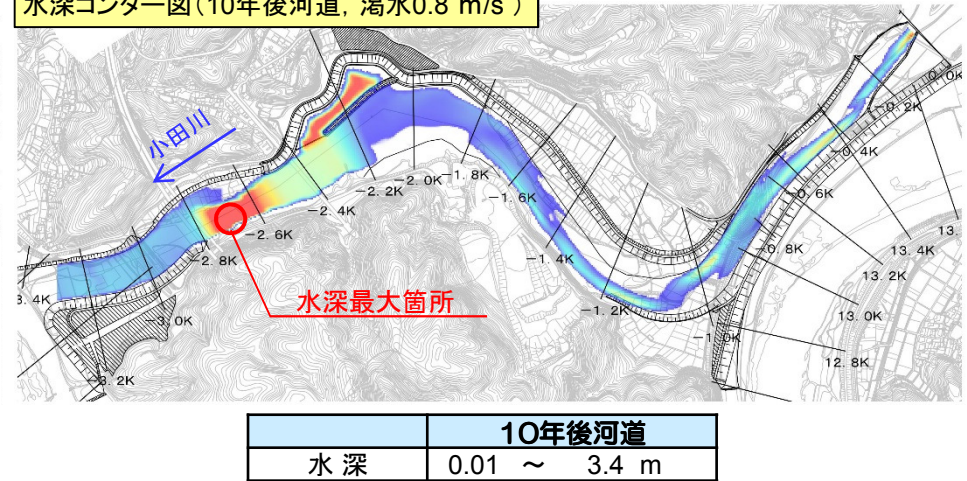 水深コンター図(10年後河道, 渇水0.8 m/s )
小田川
0.0K
-0.2K
-0.4K
-0.6K
-0.8K
-1.0K
-1.2K
-1.4K
-1.6K
-1.8K
-2.0K
-2.2K
-2.4K
-2.6K
-2.8K
-3.0K
-3.2K
3.4K
13.
13.4K
13.2K
13.0K
12.8K
水深最大箇所
10年後河道
水 深 0.01 ~ 3.4 m